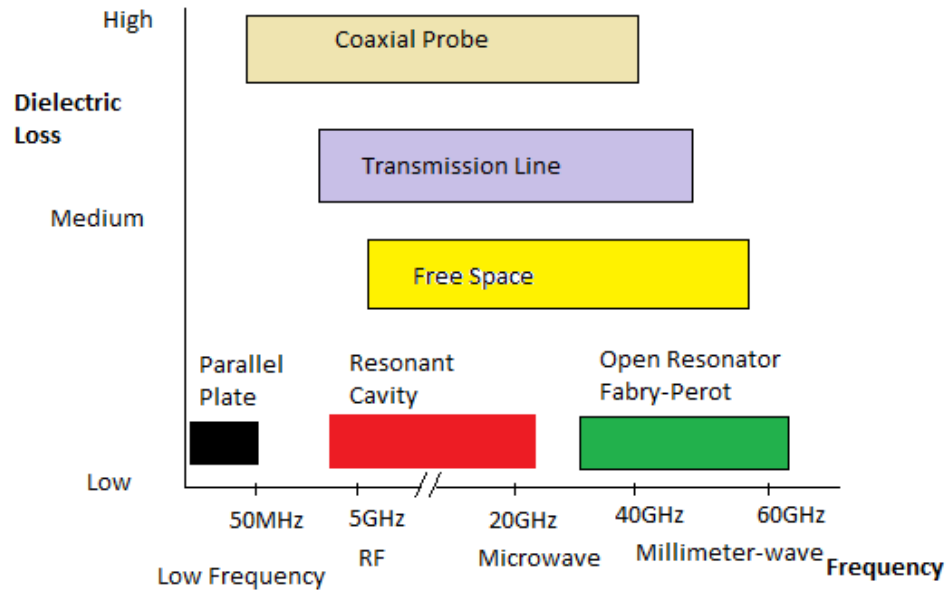 High
Coaxial Probe
Dielectric
Loss
Transmission Line
Medium
Free Space
Parallel
Plate
Resonant
Cavity
Open Resonator
Fabry-Perot
Low
50MHz
5GHz
20GHz
40GHz
60GHz
Low Frequency
RF
Microwave
Millimeter-wave
Frequency